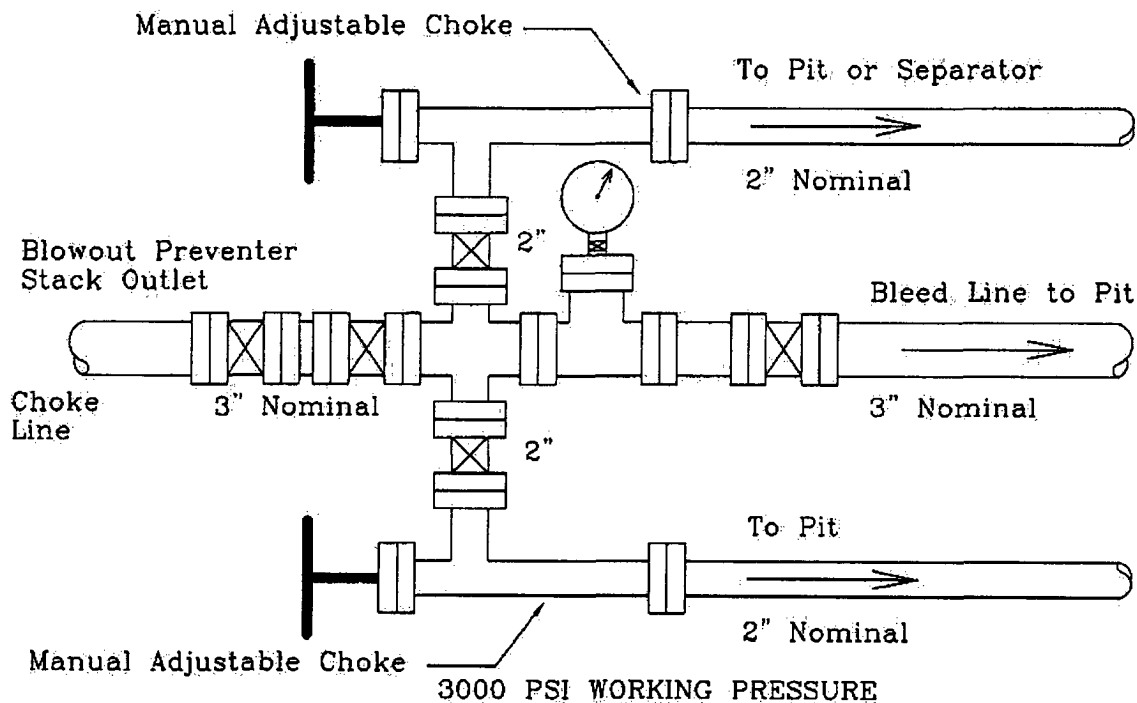 Manual Adjustable Choke
To Pit or Separator
2" Nominal
2"
Blowout Preventer
Stack Outlet
Bleed Line to Pit
Choke
Line
3" Nominal
3" Nominal
2"
To Pit
2" Nominal
Manual Adjustable Choke
3000 PSI WORKING PRESSURE